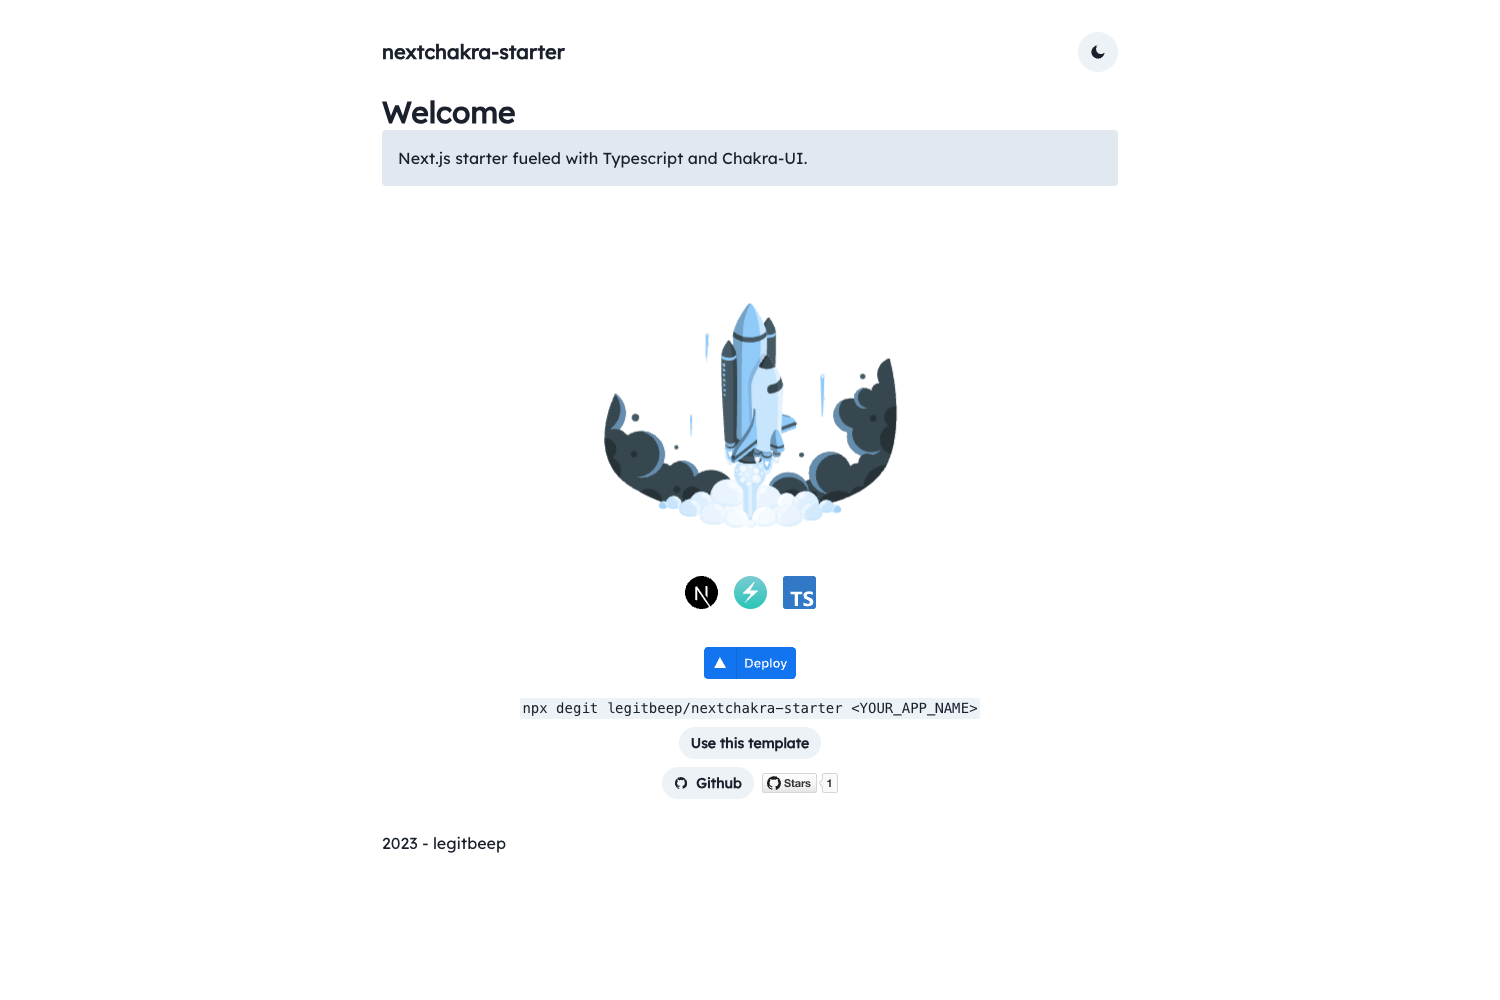 nextchakra-starter
Welcome
Next.js starter fueled with Typescript and Chakra-UI.
N
TS
Deploy
npx degit legitbeep/nextchakra-starter <YOUR_APP_NAME>
Use this template
Github
Stars
1
2023 - legitbeep